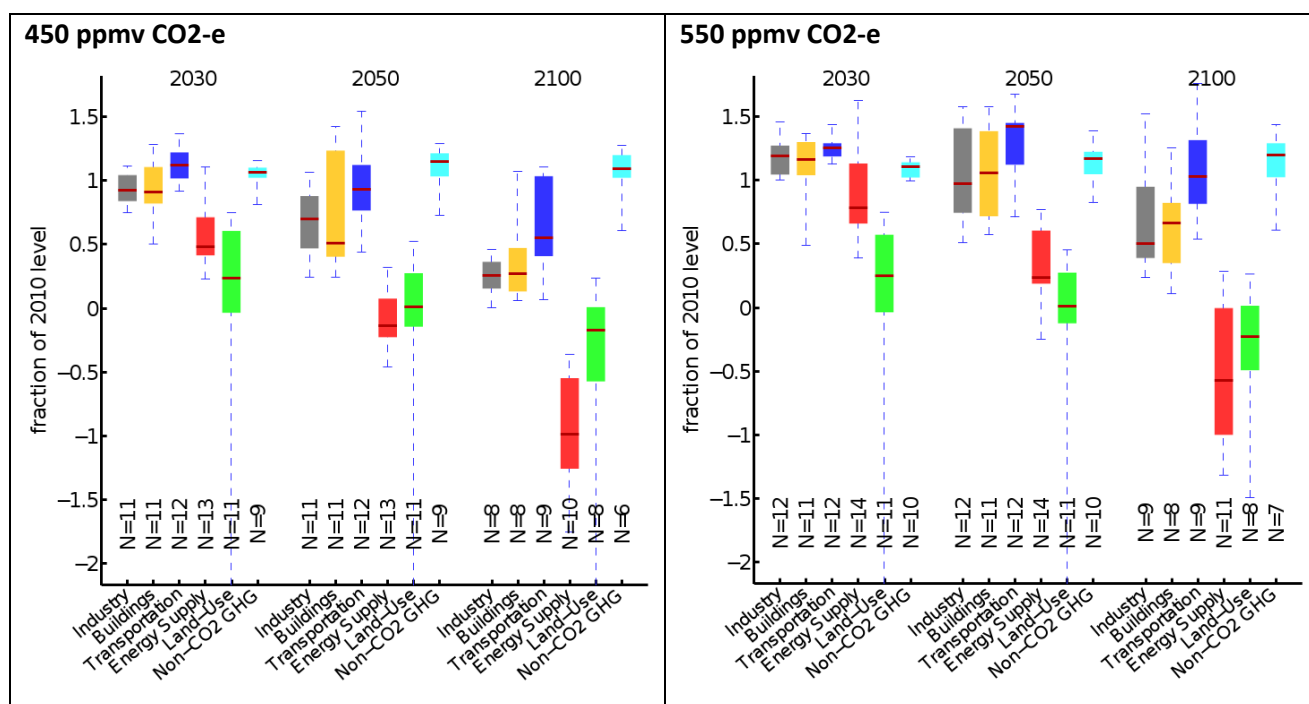 450 ppmv CO2-e
2030 2050 2100
1.5
1
0.5
0
−0.5
−1
−1.5
−2
fraction of 2010 level
N=11
N=11
N=12
N=13
N=11
N=9
N=11
N=11
N=12
N=13
N=11
N=9
N=8
N=8
N=9
N=10
N=8
N=6
Industry
Buildings
Transportation
Energy Supply
Land−Use
Non−CO2 GHG
Industry
Buildings
Transportation
Energy Supply
Land−Use
Non−CO2 GHG
Industry
Buildings
Transportation
Energy Supply
Land−Use
Non−CO2 GHG
550 ppmv CO2-e
2030 2050 2100
1.5
1
0.5
0
−0.5
−1
−1.5
−2
fraction of 2010 level
N=12
N=11
N=12
N=14
N=11
N=10
N=12
N=11
N=12
N=14
N=11
N=10
N=9
N=8
N=9
N=11
N=8
N=7
Industry
Buildings
Transportation
Energy Supply
Land−Use
Non−CO2 GHG
Industry
Buildings
Transportation
Energy Supply
Land−Use
Non−CO2 GHG
Industry
Buildings
Transportation
Energy Supply
Land−Use
Non−CO2 GHG